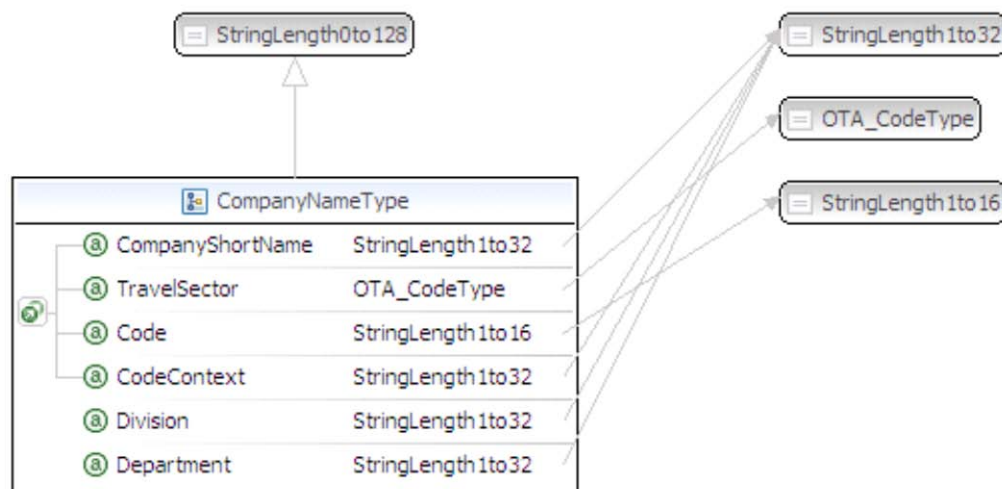 StringLength0to128
StringLength1to32
OTA_CodeType
StringLength1to16
CompanyNameType
CompanyShortName StringLength1to32
TravelSector OTA_CodeType
Code StringLength1to16
CodeContext StringLength1to32
Division StringLength1to32
Department StringLength1to32